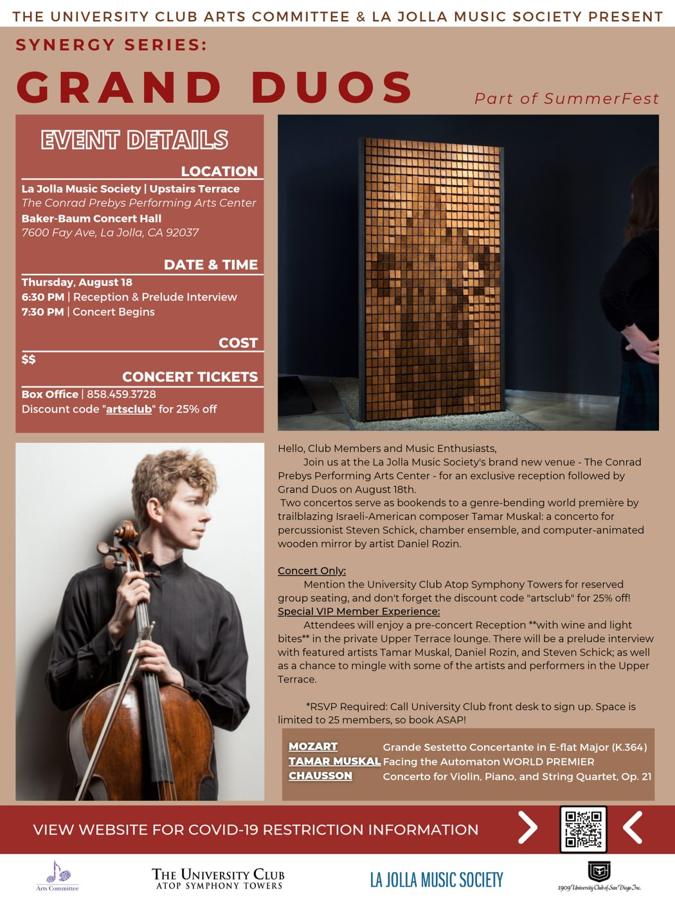 THE UNIVERSITY CLUB ARTS COMMITTEE & LA JOLLA MUSIC SOCIETY PRESENT
SYNERGY SERIES:
GRAND DUOS
Part of SummerFest
EVENT DETAILS
LOCATION
La Jolla Music Society | Upstairs Terrace
The Conrad Prebys Performing Arts Center
Baker-Baum Concert Hall
7600 Fay Ave, La Jolla, CA 92037
DATE & TIME
Thursday, August 18
6:30 PM | Reception & Prelude Interview
7:30 PM | Concert Begins
COST
$$
CONCERT TICKETS
Box Office | 858.459.3728
Discount code "artsclub" for 25% off
Hello, Club Members and Music Enthusiasts,
Join us at the La Jolla Music Society's brand new venue - The Conrad
Prebys Performing Arts Center - for an exclusive reception followed by
Grand Duos on August 18th.
Two concertos serve as bookends to a genre-bending world première by
trailblazing Israeli-American composer Tamar Muskal: a concerto for
percussionist Steven Schick, chamber ensemble, and computer-animated
wooden mirror by artist Daniel Rozin.
Concert Only:
Mention the University Club Atop Symphony Towers for reserved
group seating, and don't forget the discount code "artsclub" for 25% off!
Special VIP Member Experience:
Attendees will enjoy a pre-concert Reception **with wine and light
bites** in the private Upper Terrace lounge. There will be a prelude interview
with featured artists Tamar Muskal, Daniel Rozin, and Steven Schick; as well
as a chance to mingle with some of the artists and performers in the Upper
Terrace.
*RSVP Required: Call University Club front desk to sign up. Space is
limited to 25 members, so book ASAP!
MOZART Grande Sestetto Concertante in E-flat Major (K.364)
TAMAR MUSKAL Facing the Automaton WORLD PREMIER
CHAUSSON Concerto for Violin, Piano, and String Quartet, Op. 21
VIEW WEBSITE FOR COVID-19 RESTRICTION INFORMATION
Arts Committee
THE UNIVERSITY CLUB
ATOP SYMPHONY TOWERS
LA JOLLA MUSIC SOCIETY
1909 University Club of San Diego Inc.